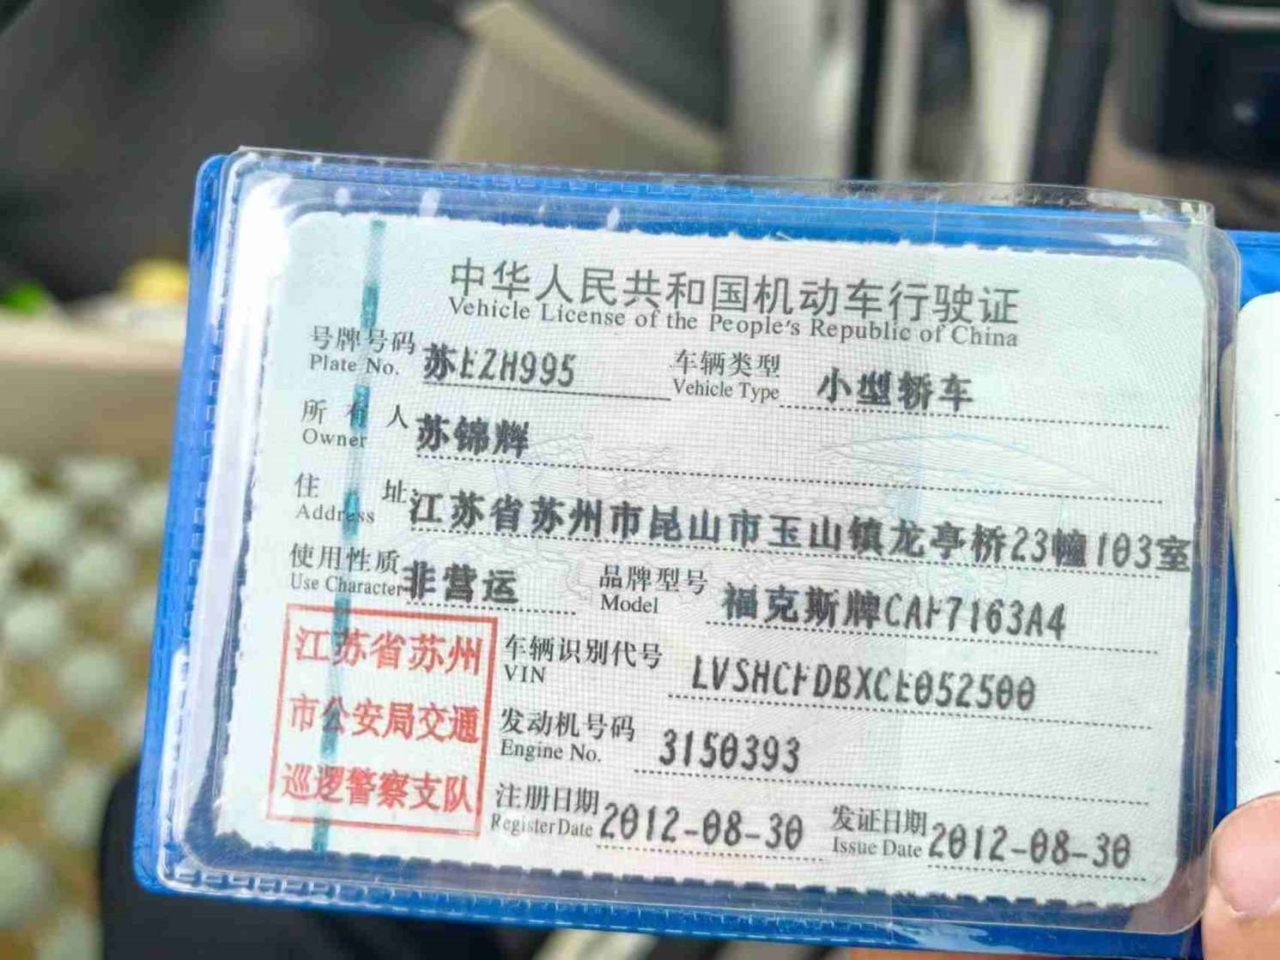 中华人民共和国机动车行驶证
Vehicle License of the People's Republic of China
号牌号码 苏EZH995 车辆类型 小型轿车
Plate No. Vehicle Type
所有人 苏锦辉
Owner
住址 江苏省苏州市昆山市玉山镇龙亭桥23幢103室
Address
使用性质 非营运 品牌型号 福克斯牌CAF7163A4
Use Character Model
江苏省苏州
市公安局交通
巡逻警察支队
车辆识别代号 LVSHCFDBXCE052500
VIN
发动机号码 3150393
Engine No.
注册日期 2012-08-30 发证日期 2012-08-30
Register Date Issue Date